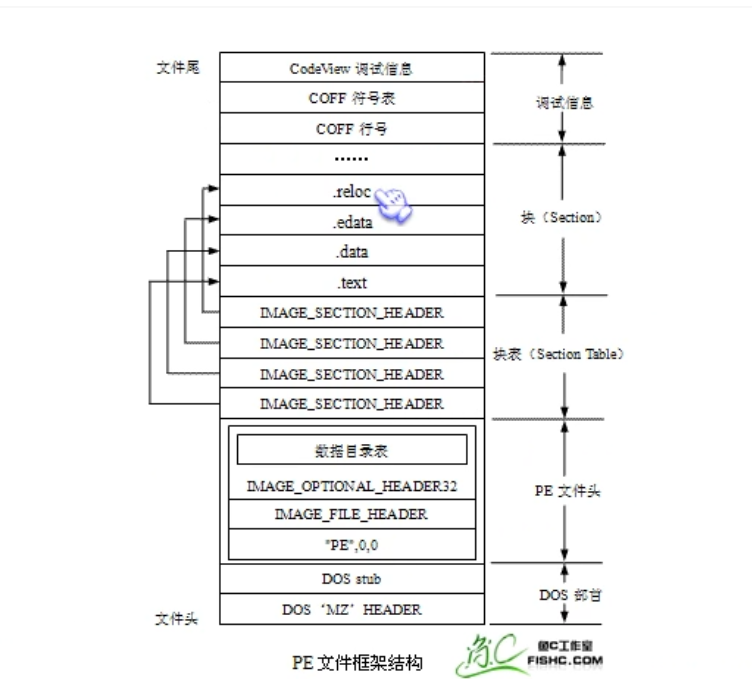 文件尾
CodeView 调试信息
COFF 符号表
COFF 行号
调试信息
......
.reloc
.edata
.data
.text
块（Section）
IMAGE_SECTION_HEADER
IMAGE_SECTION_HEADER
IMAGE_SECTION_HEADER
IMAGE_SECTION_HEADER
块表（Section Table）
数据目录表
IMAGE_OPTIONAL_HEADER32
IMAGE_FILE_HEADER
"PE",0,0
PE 文件头
DOS stub
DOS‘MZ’HEADER
DOS 部首
文件头
PE 文件框架结构
鱼C
鱼C工作室
FISHC.COM